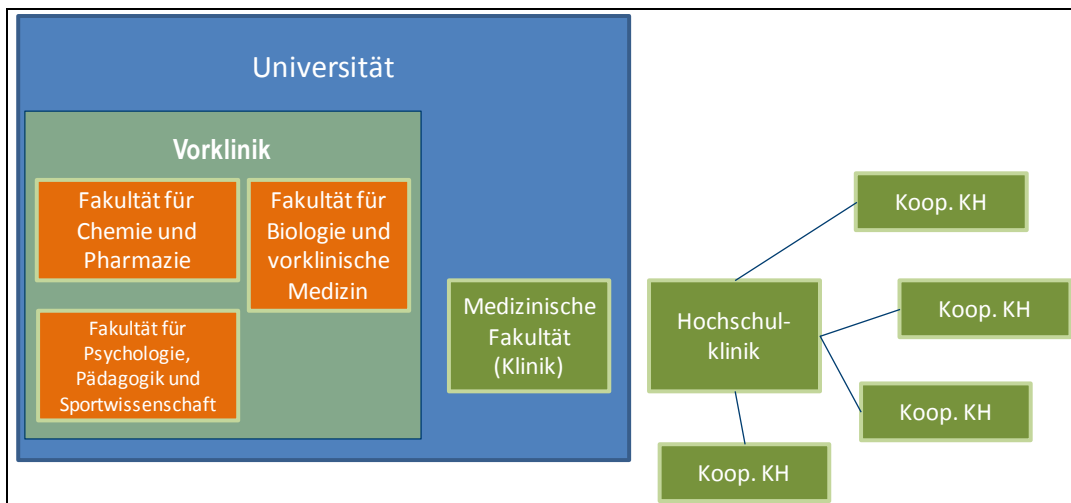 Universität
Vorklinik
Fakultät für
Chemie und
Pharmazie
Fakultät für
Biologie und
vorklinische
Medizin
Fakultät für
Psychologie,
Pädagogik und
Sportwissenschaft
Medizinische
Fakultät
(Klinik)
Hochschul-
klinik
Koop. KH
Koop. KH
Koop. KH
Koop. KH